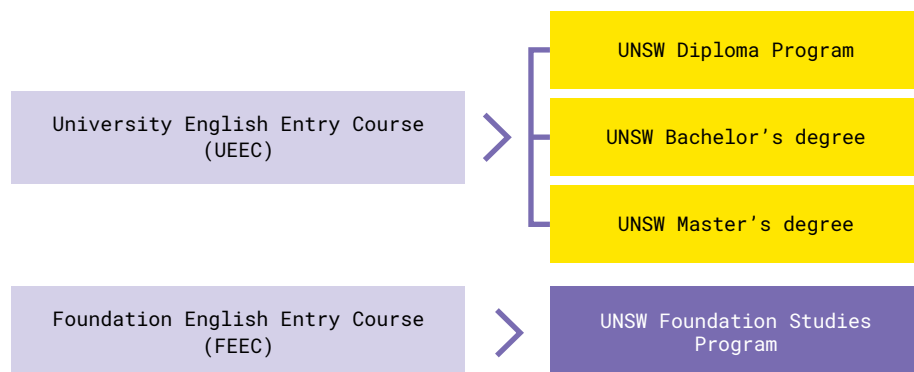 UNSW Diploma Program
University English Entry Course
(UEEC)
UNSW Bachelor’s degree
UNSW Master’s degree
Foundation English Entry Course
(FEEC)
UNSW Foundation Studies
Program